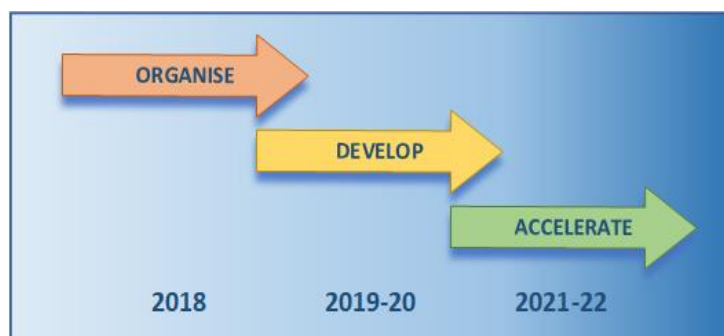 ORGANISE
DEVELOP
ACCELERATE
2018 2019-20 2021-22